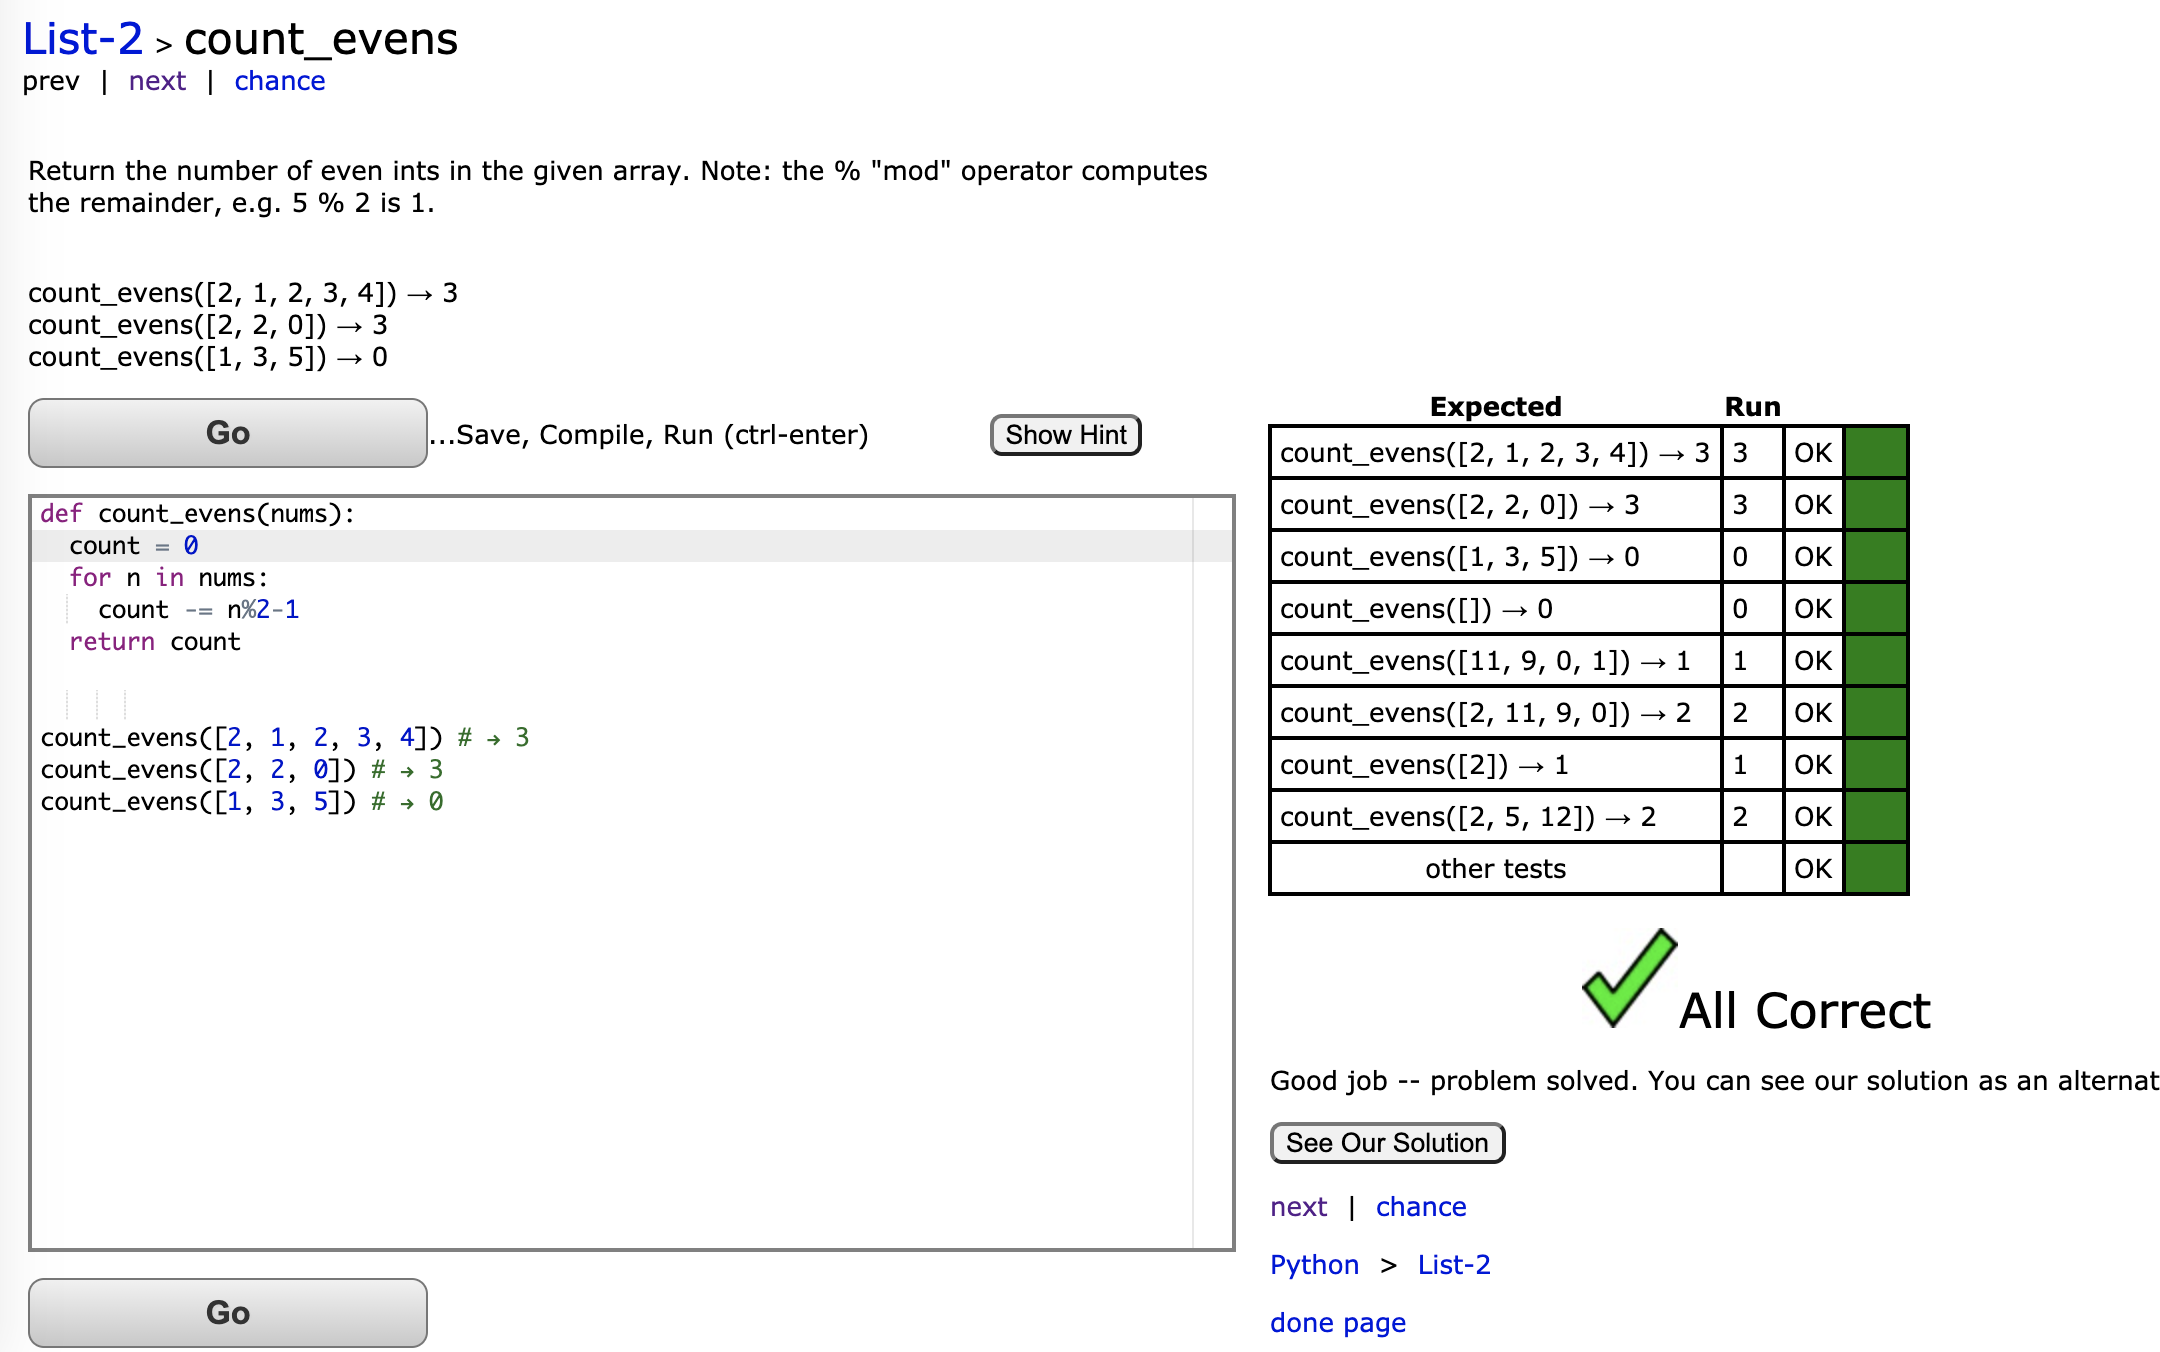 List-2 > count_evens
prev | next | chance
Return the number of even ints in the given array. Note: the % "mod" operator computes
the remainder, e.g. 5 % 2 is 1.
count_evens([2, 1, 2, 3, 4]) → 3
count_evens([2, 2, 0]) → 3
count_evens([1, 3, 5]) → 0
Go ...Save, Compile, Run (ctrl-enter) Show Hint
def count_evens(nums):
  count = 0
  for n in nums:
    count -= n%2-1
  return count
count_evens([2, 1, 2, 3, 4]) # → 3
count_evens([2, 2, 0]) # → 3
count_evens([1, 3, 5]) # → 0
Go
Expected Run
count_evens([2, 1, 2, 3, 4]) → 3 3 OK
count_evens([2, 2, 0]) → 3 3 OK
count_evens([1, 3, 5]) → 0 0 OK
count_evens([]) → 0 0 OK
count_evens([11, 9, 0, 1]) → 1 1 OK
count_evens([2, 11, 9, 0]) → 2 2 OK
count_evens([2]) → 1 1 OK
count_evens([2, 5, 12]) → 2 2 OK
other tests OK
All Correct
Good job -- problem solved. You can see our solution as an alternat
See Our Solution
next | chance
Python > List-2
done page